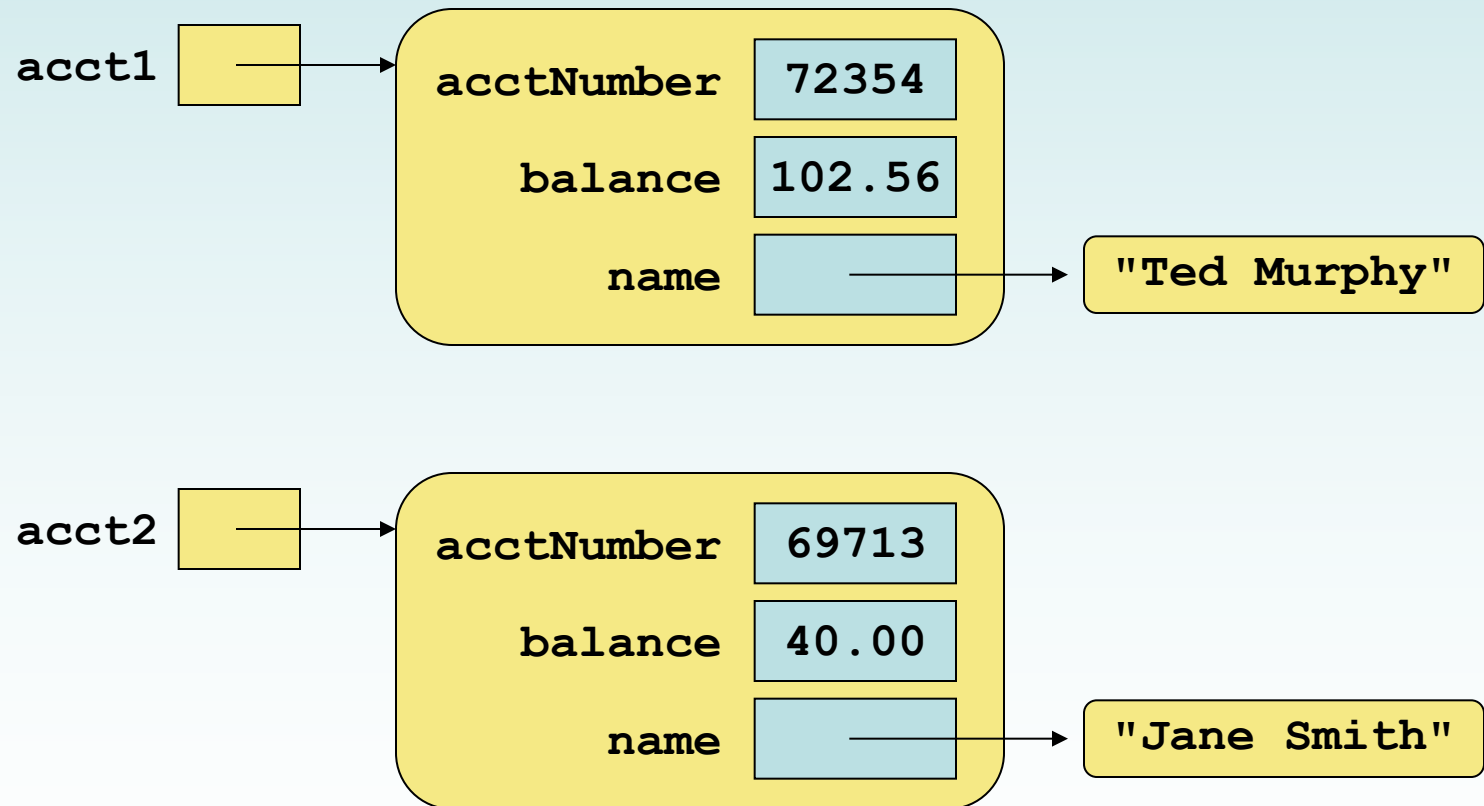 acct1
acctNumber 72354
balance 102.56
name "Ted Murphy"
acct2
acctNumber 69713
balance 40.00
name "Jane Smith"